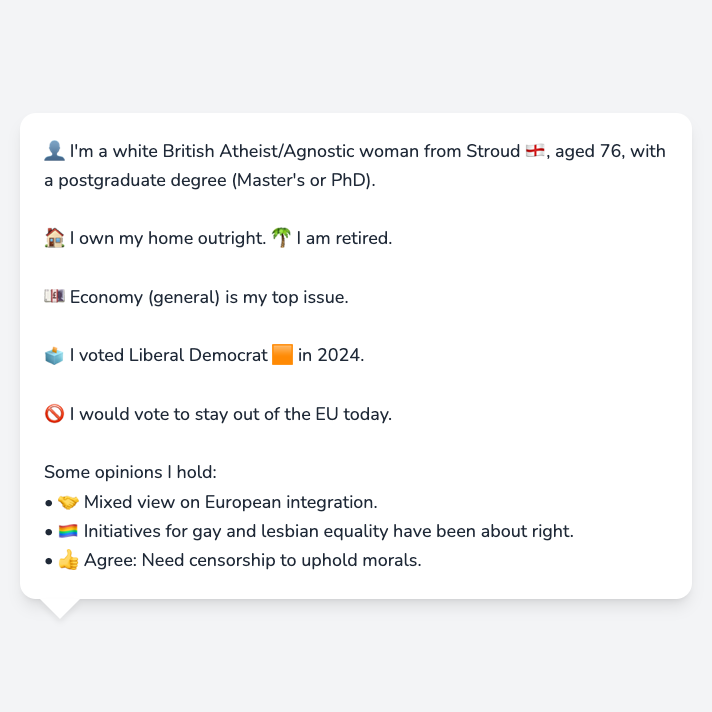 👤 I'm a white British Atheist/Agnostic woman from Stroud 🏴󠁧󠁢󠁥󠁮󠁧󠁿, aged 76, with
a postgraduate degree (Master's or PhD).
🏠 I own my home outright. 🌴 I am retired.
💷 Economy (general) is my top issue.
🗳️ I voted Liberal Democrat 🟧 in 2024.
🚫 I would vote to stay out of the EU today.
Some opinions I hold:
• 🤝 Mixed view on European integration.
• 🏳️‍🌈 Initiatives for gay and lesbian equality have been about right.
• 👍 Agree: Need censorship to uphold morals.